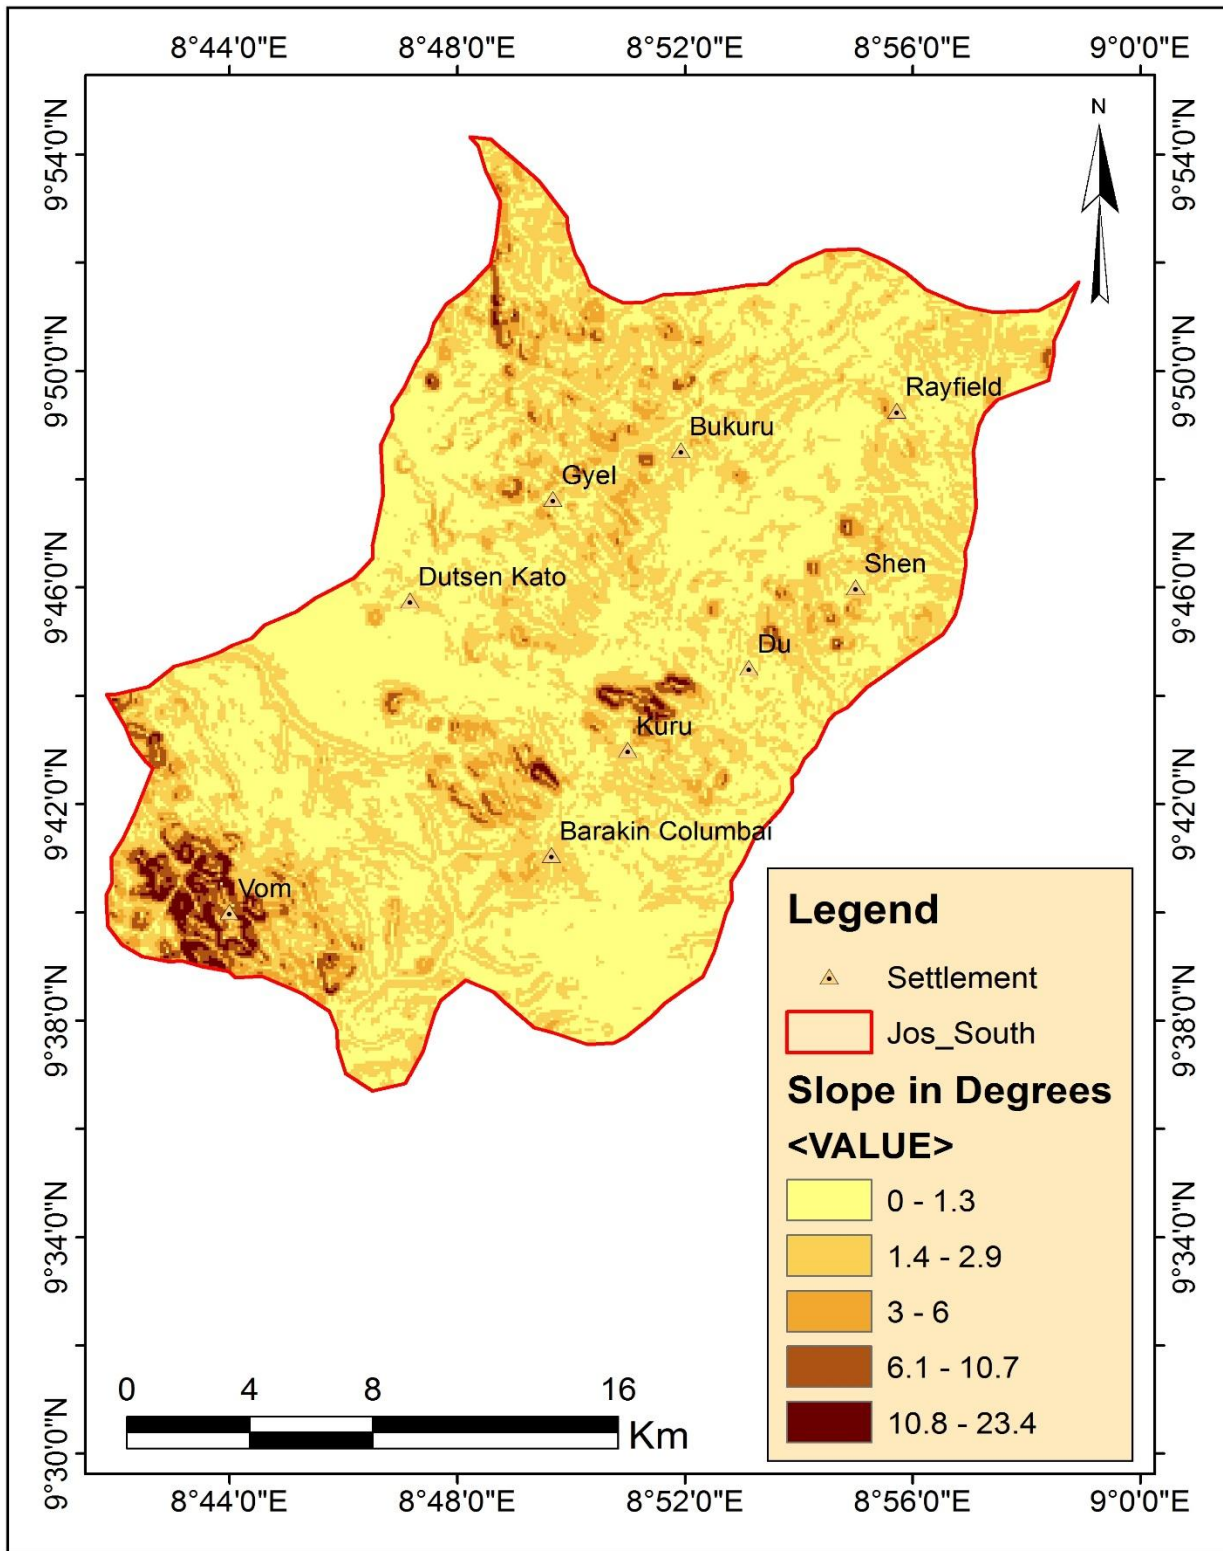 8°44'0"E 8°48'0"E 8°52'0"E 8°56'0"E 9°0'0"E
N
9°54'0"N 9°54'0"N
9°50'0"N 9°50'0"N
Rayfield
Bukuru
Gyel
Shen
Dutsen Kato
9°46'0"N 9°46'0"N
Du
Kuru
9°42'0"N 9°42'0"N
Barakin Columbai
Vom
Legend
Settlement
Jos_South
9°38'0"N 9°38'0"N
Slope in Degrees
<VALUE>
0 - 1.3
9°34'0"N 9°34'0"N
1.4 - 2.9
3 - 6
6.1 - 10.7
10.8 - 23.4
0 4 8 16
Km
9°30'0"N 9°30'0"N
8°44'0"E 8°48'0"E 8°52'0"E 8°56'0"E 9°0'0"E